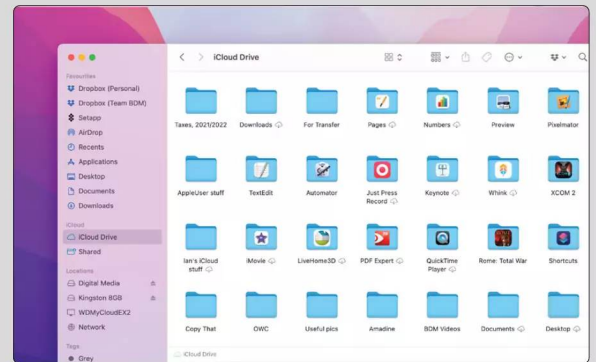 iCloud Drive
Favourites
Dropbox (Personal)
Dropbox (Team BDM)
Setapp
AirDrop
Recents
Applications
Desktop
Documents
Downloads
iCloud
iCloud Drive
Shared
Locations
Digital Media
Kingston 8GB
WDMyCloudEX2
Network
Tags
Grey
Taxes, 2021/2022 Downloads For Transfer Pages Numbers Preview Pixelmator
AppleUser stuff TextEdit Automator Just Press Keynote Whink XCOM 2
Record
Ian's iCloud iMovie LiveHome3D PDF Expert QuickTime Rome: Total War Shortcuts
stuff Player
Copy That OWC Useful pics Amadine BDM Videos Documents Desktop
iCloud Drive